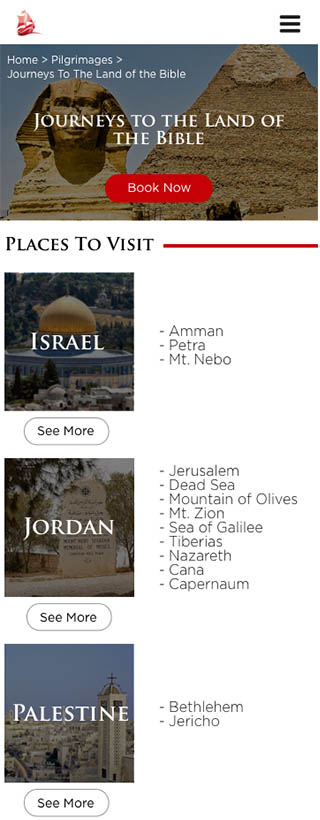 Home > Pilgrimages >
Journeys To The Land of the Bible
Journeys to the Land of
the Bible
Book Now
Places To Visit
Israel
- Amman
- Petra
- Mt. Nebo
See More
Jordan
- Jerusalem
- Dead Sea
- Mountain of Olives
- Mt. Zion
- Sea of Galilee
- Tiberias
- Nazareth
- Cana
- Capernaum
See More
Palestine
- Bethlehem
- Jericho
See More